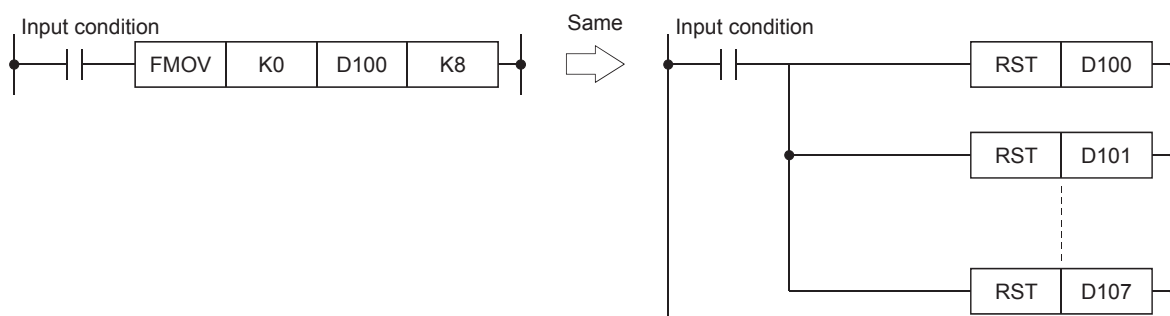 Input condition
FMOV K0 D100 K8
Same
Input condition
RST D100
RST D101
RST D107